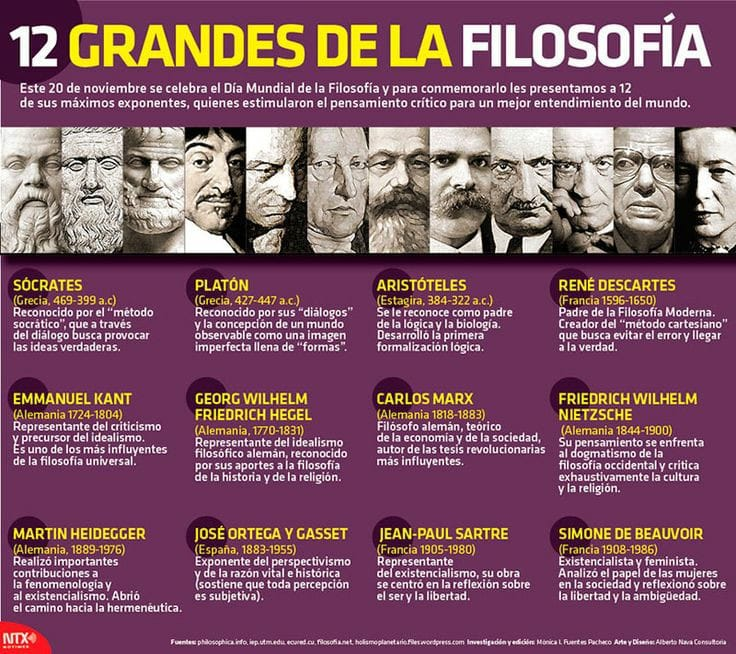 12 GRANDES DE LA FILOSOFÍA
Este 20 de noviembre se celebra el Día Mundial de la Filosofía y para conmemorarlo les presentamos a 12
de sus máximos exponentes, quienes estimularon el pensamiento crítico para un mejor entendimiento del mundo.
SÓCRATES
(Grecia, 469-399 a.c)
Reconocido por el “método
socrático”, que a través
del diálogo busca provocar
las ideas verdaderas.
PLATÓN
(Grecia, 427-447 a.c.)
Reconocido por sus “diálogos”
y la concepción de un mundo
observable como una imagen
imperfecta llena de “formas”.
ARISTÓTELES
(Estagira, 384-322 a.c.)
Se le reconoce como padre
de la lógica y la biología.
Desarrolló la primera
formalización lógica.
RENÉ DESCARTES
(Francia 1596-1650)
Padre de la Filosofía Moderna.
Creador del “método cartesiano”
que busca evitar el error y llegar
a la verdad.
EMMANUEL KANT
(Alemania 1724-1804)
Representante del criticismo
y precursor del idealismo.
Es uno de los más influyentes
de la filosofía universal.
GEORG WILHELM
FRIEDRICH HEGEL
(Alemania, 1770-1831)
Representante del idealismo
filosófico alemán, reconocido
por sus aportes a la filosofía
de la historia y de la religión.
CARLOS MARX
(Alemania 1818-1883)
Filósofo alemán, teórico
de la economía y de la sociedad,
autor de las tesis revolucionarias
más influyentes.
FRIEDRICH WILHELM
NIETZSCHE
(Alemania 1844-1900)
Su pensamiento se enfrenta
al dogmatismo de la
filosofía occidental y critica
exhaustivamente la cultura
y la religión.
MARTIN HEIDEGGER
(Alemania, 1889-1976)
Realizó importantes
contribuciones a
la fenomenología y
al existencialismo. Abrió
el camino hacia la hermenéutica.
JOSÉ ORTEGA Y GASSET
(España, 1883-1955)
Exponente del perspectivismo
y de la razón vital e histórica
(sostiene que toda percepción
es subjetiva).
JEAN-PAUL SARTRE
(Francia 1905-1980)
Representante
del existencialismo, su obra
se centró en la reflexión sobre
el ser y la libertad.
SIMONE DE BEAUVOIR
(Francia 1908-1986)
Existencialista y feminista.
Analizó el papel de las mujeres
en la sociedad y reflexionó sobre
la libertad y la ambigüedad.
NTX
NOTIMEX
Fuentes: philosophica.info, iep.utm.edu, ecured.cu, filosofia.net, holismoplanetario.files.wordpress.com Investigación y edición: Mónica I. Fuentes Pacheco Arte y Diseño: Alberto Nava Consultoria